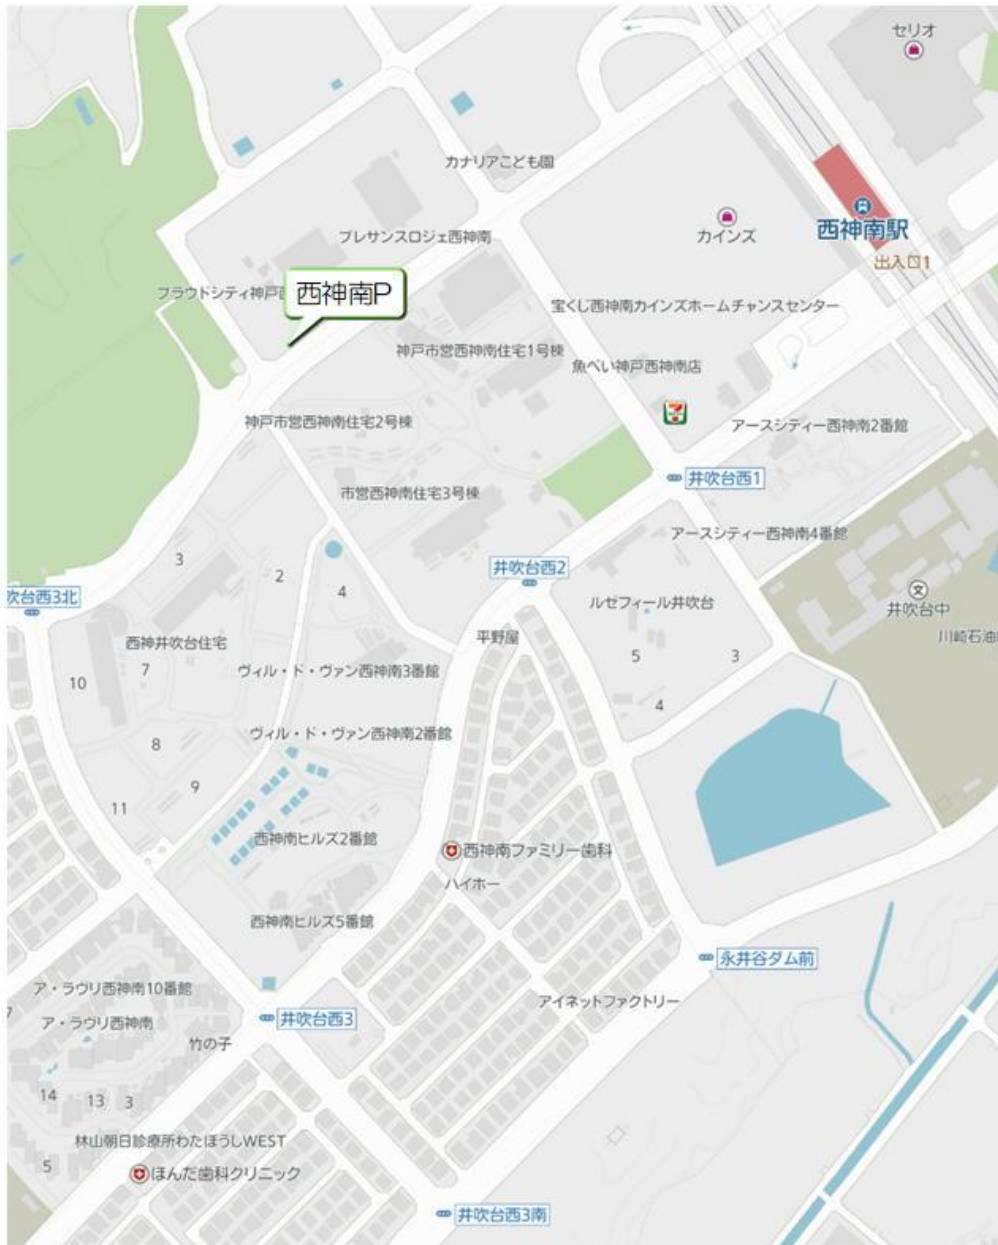 セリオ
カナリアこども園
カインズ
西神南駅
出入口1
プレサンスロジェ西神南
プラウドシティ神戸
西神南P
宝くじ西神南カインズホームチャンスセンター
神戸市営西神南住宅1号棟
魚べい神戸西神南店
7
神戸市営西神南住宅2号棟
アースシティー西神南2番館
井吹台西1
市営西神南住宅3号棟
アースシティー西神南4番館
3
2
4
井吹台西2
吹台西3北
ルゼフィール井吹台
文
井吹台中
川崎石油
西神井吹台住宅
平野屋
7
10
ヴィル・ド・ヴァン西神南3番館
5
3
4
ヴィル・ド・ヴァン西神南2番館
8
9
11
西神南ヒルズ2番館
西神南ファミリー歯科
ハイホー
西神南ヒルズ5番館
永井谷ダム前
ア・ラヴリ西神南10番館
アイネットファクトリー
ア・ラヴリ西神南
井吹台西3
竹の子
14
13
3
林山朝日診療所わたぼうしWEST
5
ほんだ歯科クリニック
井吹台西3南